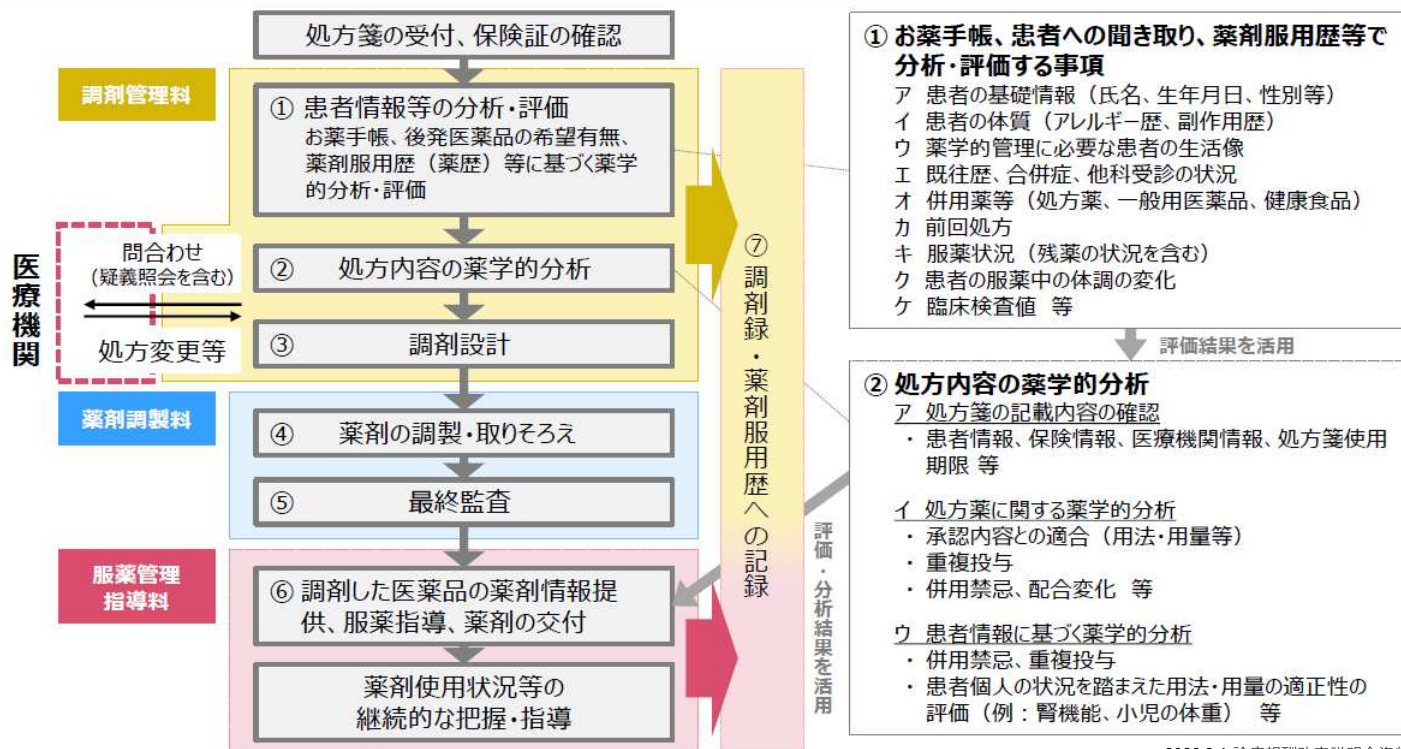 処方箋の受付、保険証の確認
調剤管理料
① 患者情報等の分析・評価
お薬手帳、後発医薬品の希望有無、
薬剤服用歴（薬歴）等に基づく薬学
的分析・評価
医療機関
問合わせ
（疑義照会を含む）
処方変更等
② 処方内容の薬学的分析
③ 調剤設計
薬剤調製料
④ 薬剤の調製・取りそろえ
⑤ 最終監査
服薬管理
指導料
⑥ 調剤した医薬品の薬剤情報提
供、服薬指導、薬剤の交付
薬剤使用状況等の
継続的な把握・指導
⑦調剤録・薬剤服用歴への記録
① お薬手帳、患者への聞き取り、薬剤服用歴等で
分析・評価する事項
ア 患者の基礎情報（氏名、生年月日、性別等）
イ 患者の体質（アレルギー歴、副作用歴）
ウ 薬学的管理に必要な患者の生活像
エ 既往歴、合併症、他科受診の状況
オ 併用薬等（処方薬、一般用医薬品、健康食品）
カ 前回処方
キ 服薬状況（残薬の状況を含む）
ク 患者の服薬中の体調の変化
ケ 臨床検査値 等
評価結果を活用
② 処方内容の薬学的分析
ア 処方箋の記載内容の確認
・ 患者情報、保険情報、医療機関情報、処方箋使用
期限 等
イ 処方薬に関する薬学的分析
・ 承認内容との適合（用法・用量等）
・ 重複投与
・ 併用禁忌、配合変化 等
ウ 患者情報に基づく薬学的分析
・ 併用禁忌、重複投与
・ 患者個人の状況を踏まえた用法・用量の適正性の
評価（例：腎機能、小児の体重） 等
評価・分析結果を活用